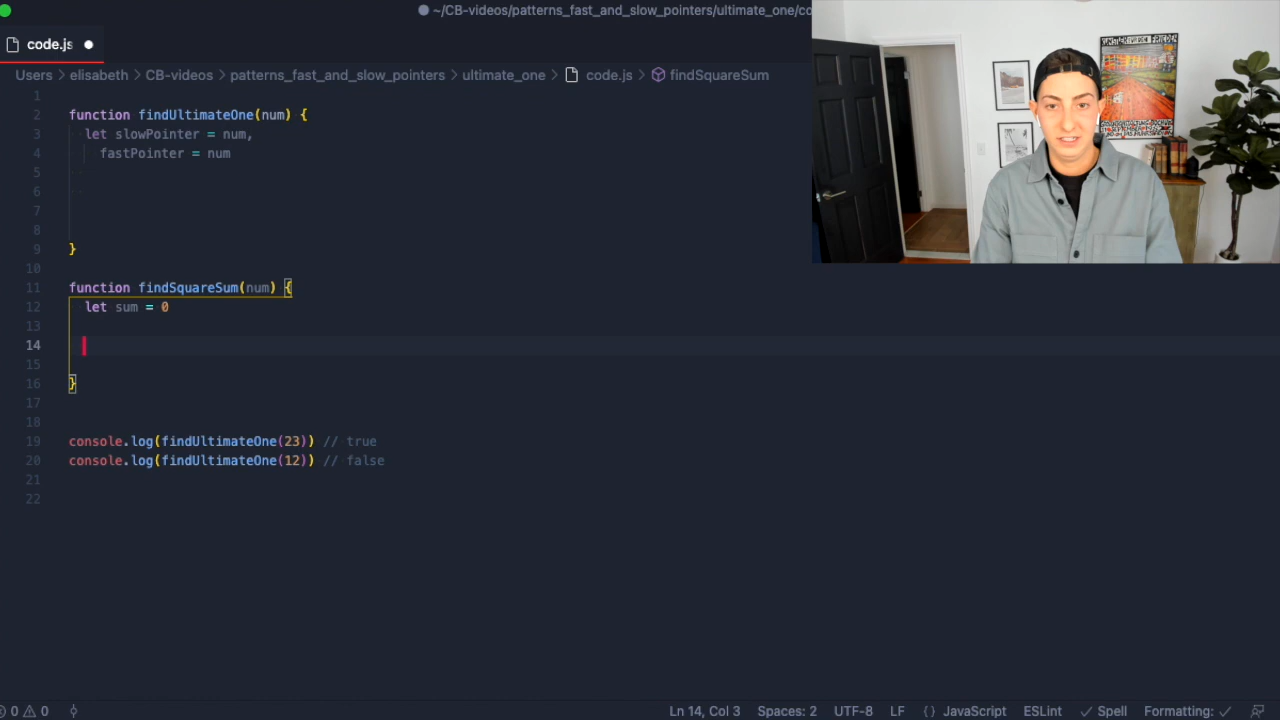 ~/CB-videos/patterns_fast_and_slow_pointers/ultimate_one/co
code.js
Users > elisabeth > CB-videos > patterns_fast_and_slow_pointers > ultimate_one > code.js > findSquareSum
1
2 function findUltimateOne(num) {
3 let slowPointer = num,
4 fastPointer = num
5
6
7
8
9 }
10
11 function findSquareSum(num) {
12 let sum = 0
13
14
15
16 }
17
18
19 console.log(findUltimateOne(23)) // true
20 console.log(findUltimateOne(12)) // false
21
22
0 0 Ln 14, Col 3 Spaces: 2 UTF-8 LF {} JavaScript ESLint ✓ Spell Formatting: ✓